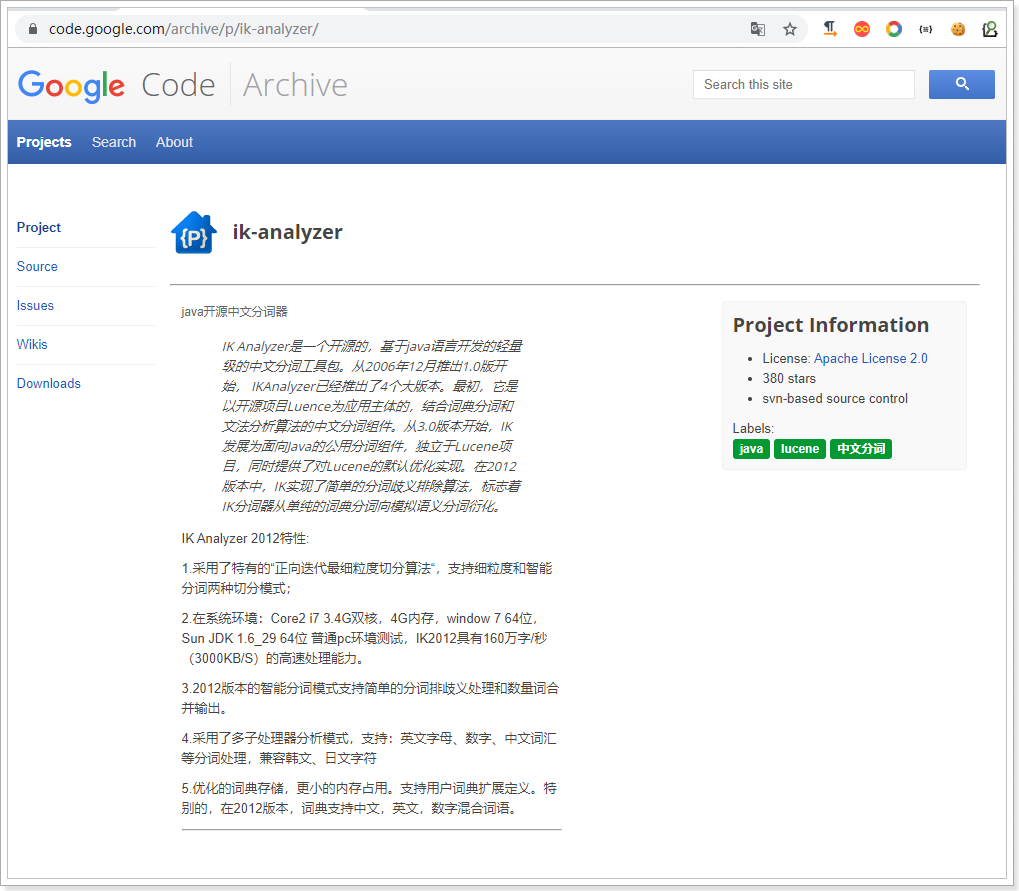 code.google.com/archive/p/ik-analyzer/
Google Code Archive
Search this site
Projects Search About
Project
Source
Issues
Wikis
Downloads
{P} ik-analyzer
java开源中文分词器
IK Analyzer是一个开源的，基于java语言开发的轻量
级的中文分词工具包。从2006年12月推出1.0版开
始， IKAnalyzer已经推出了4个大版本。最初，它是
以开源项目Luence为应用主体的，结合词典分词和
文法分析算法的中文分词组件。从3.0版本开始，IK
发展为面向Java的公用分词组件，独立于Lucene项
目，同时提供了对Lucene的默认优化实现。在2012
版本中，IK实现了简单的分词歧义排除算法，标志着
IK分词器从单纯的词典分词向模拟语义分词衍化。
IK Analyzer 2012特性:
1.采用了特有的“正向迭代最细粒度切分算法“，支持细粒度和智能
分词两种切分模式；
2.在系统环境：Core2 i7 3.4G双核，4G内存，window 7 64位，
Sun JDK 1.6_29 64位 普通pc环境测试，IK2012具有160万字/秒
（3000KB/S）的高速处理能力。
3.2012版本的智能分词模式支持简单的分词排歧义处理和数量词合
并输出。
4.采用了多子处理器分析模式，支持：英文字母、数字、中文词汇
等分词处理，兼容韩文、日文字符
5.优化的词典存储，更小的内存占用。支持用户词典扩展定义。特
别的，在2012版本，词典支持中文，英文，数字混合词语。
Project Information
License: Apache License 2.0
380 stars
svn-based source control
Labels:
java lucene 中文分词